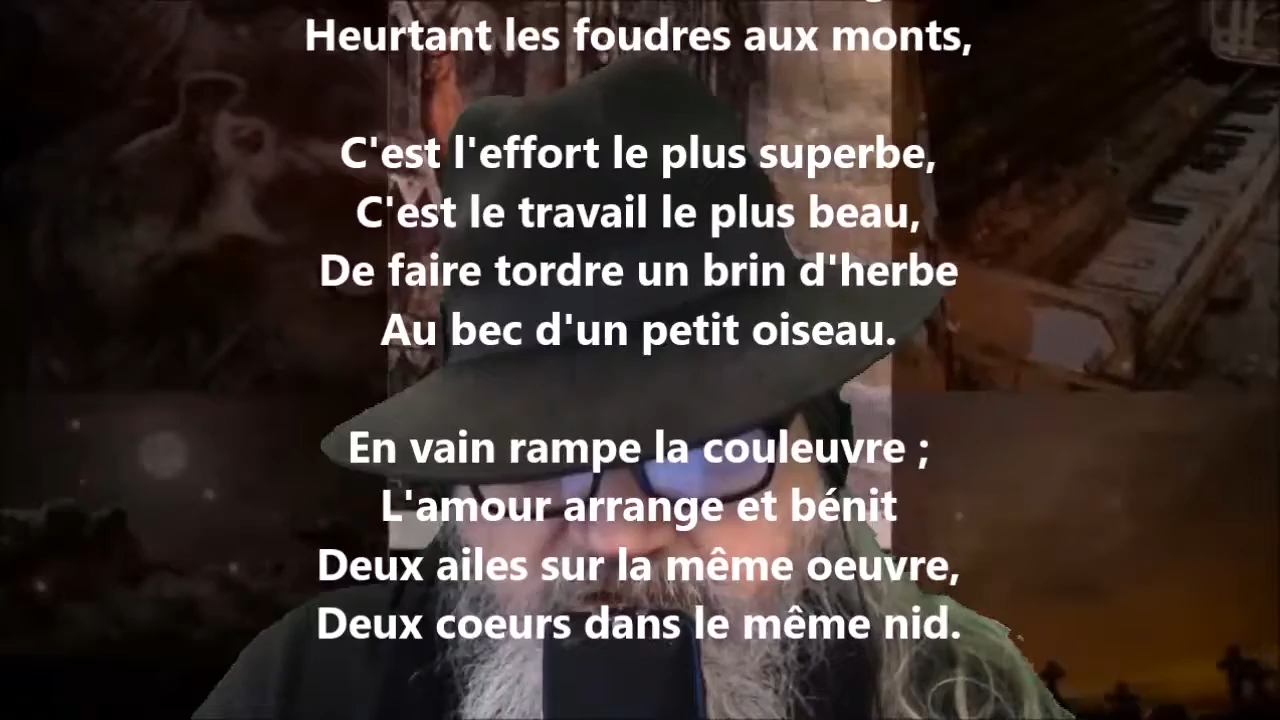 Heurtant les foudres aux monts,
C'est l'effort le plus superbe,
C'est le travail le plus beau,
De faire tordre un brin d'herbe
Au bec d'un petit oiseau.
En vain rampe la couleuvre ;
L'amour arrange et bénit
Deux ailes sur la même oeuvre,
Deux coeurs dans le même nid.